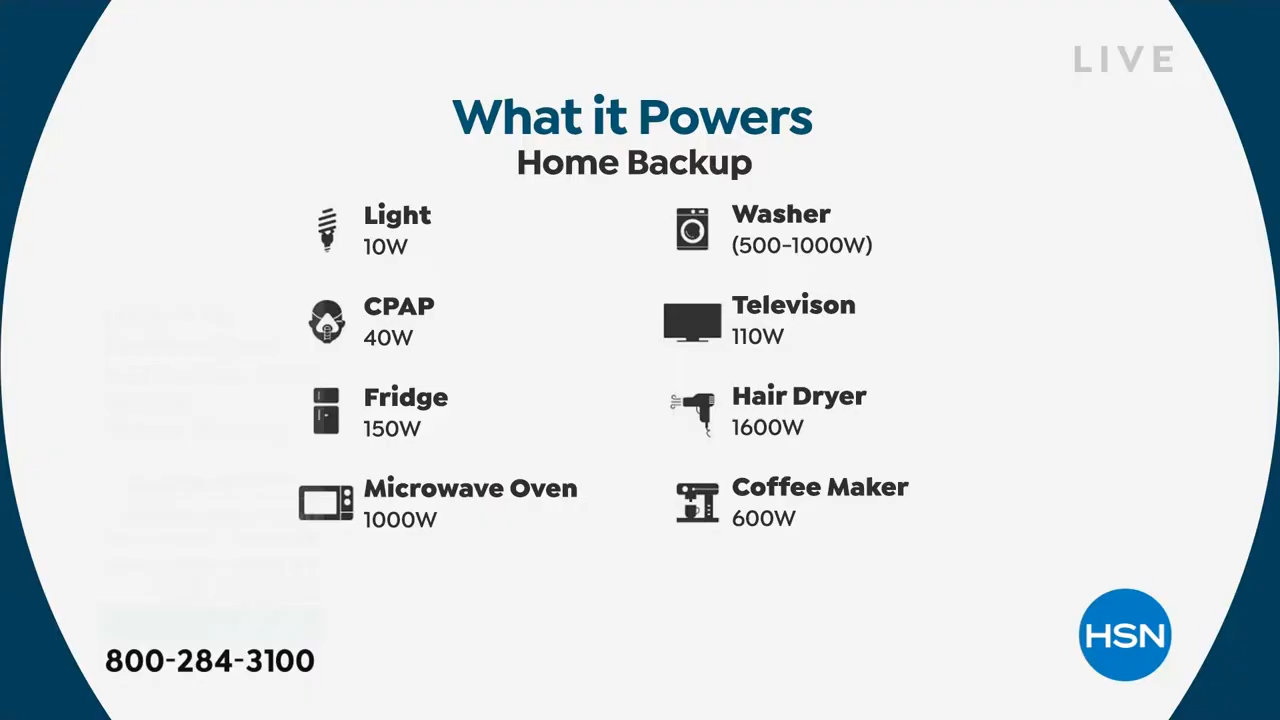 LIVE
What it Powers
Home Backup
Light
10W
Washer
(500-1000W)
CPAP
40W
Televison
110W
Fridge
150W
Hair Dryer
1600W
Microwave Oven
1000W
Coffee Maker
600W
800-284-3100
HSN